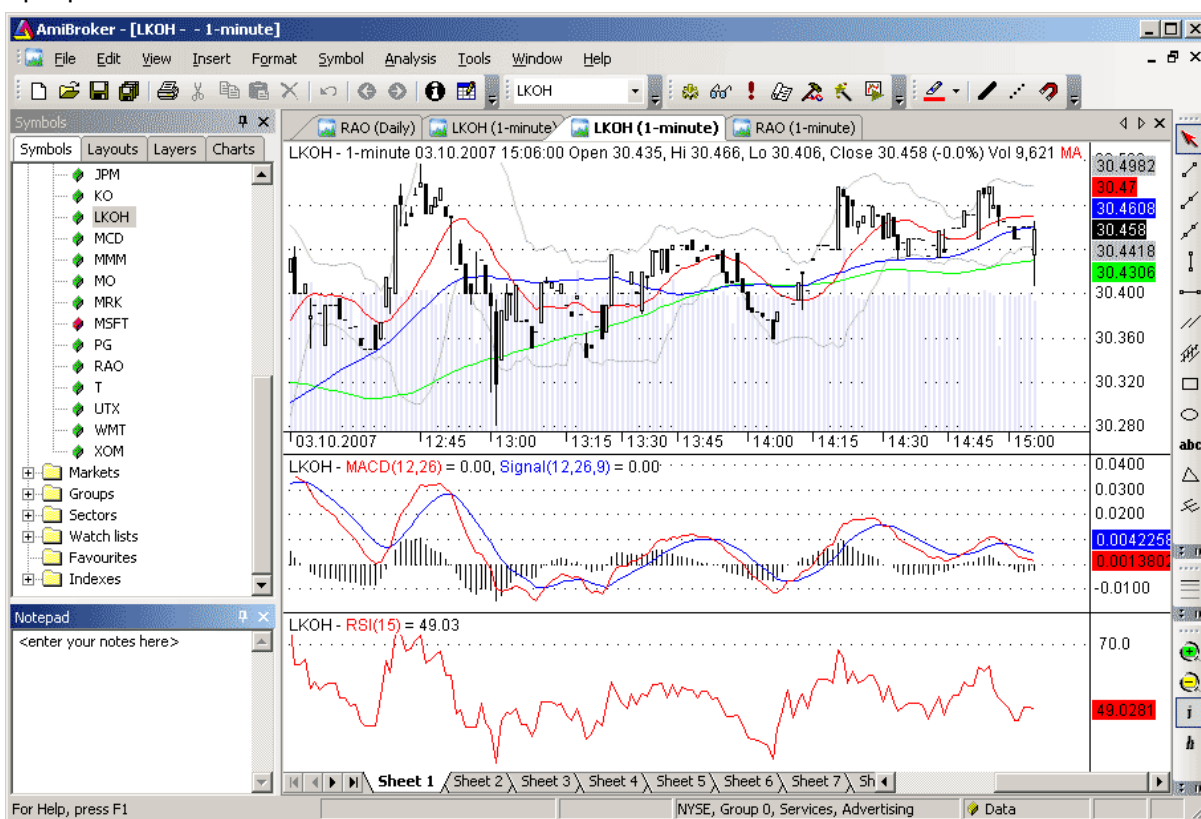 AmiBroker - [LKOH - - 1-minute]
File Edit View Insert Format Symbol Analysis Tools Window Help
LKOH
Symbols
Symbols Layouts Layers Charts
JPM
KO
LKOH
MCD
MMM
MO
MRK
MSFT
PG
RAO
T
UTX
WMT
XOM
Markets
Groups
Sectors
Watch lists
Favourites
Indexes
Notepad
<enter your notes here>
RAO (Daily) LKOH (1-minute) LKOH (1-minute) RAO (1-minute)
LKOH - 1-minute 03.10.2007 15:06:00 Open 30.435, Hi 30.466, Lo 30.406, Close 30.458 (-0.0%) Vol 9,621 MA
30.4982
30.47
30.4608
30.458
30.4418
30.4306
30.400
30.360
30.320
30.280
03.10.2007 12:45 13:00 13:15 13:30 13:45 14:00 14:15 14:30 14:45 15:00
LKOH - MACD(12,26) = 0.00, Signal(12,26,9) = 0.00
0.0400
0.0300
0.0200
0.0042258
0.0013802
-0.0100
LKOH - RSI(15) = 49.03
70.0
49.0281
abc
i
h
Sheet 1 Sheet 2 Sheet 3 Sheet 4 Sheet 5 Sheet 6 Sheet 7 Sh
For Help, press F1
NYSE, Group 0, Services, Advertising
Data